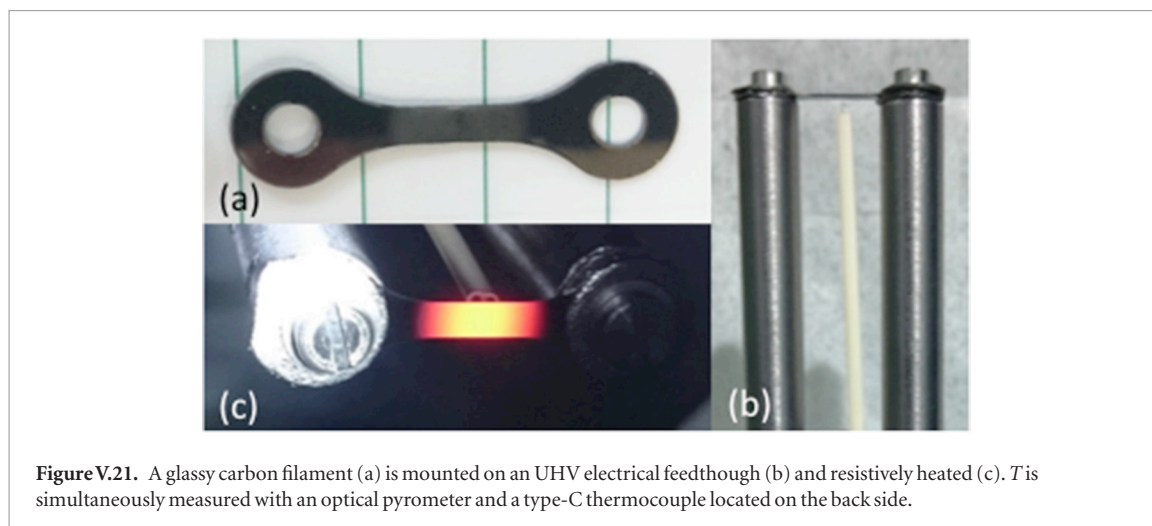 (a)
(c)
(b)
Figure V.21. A glassy carbon filament (a) is mounted on an UHV electrical feedthough (b) and resistively heated (c). T is
simultaneously measured with an optical pyrometer and a type-C thermocouple located on the back side.